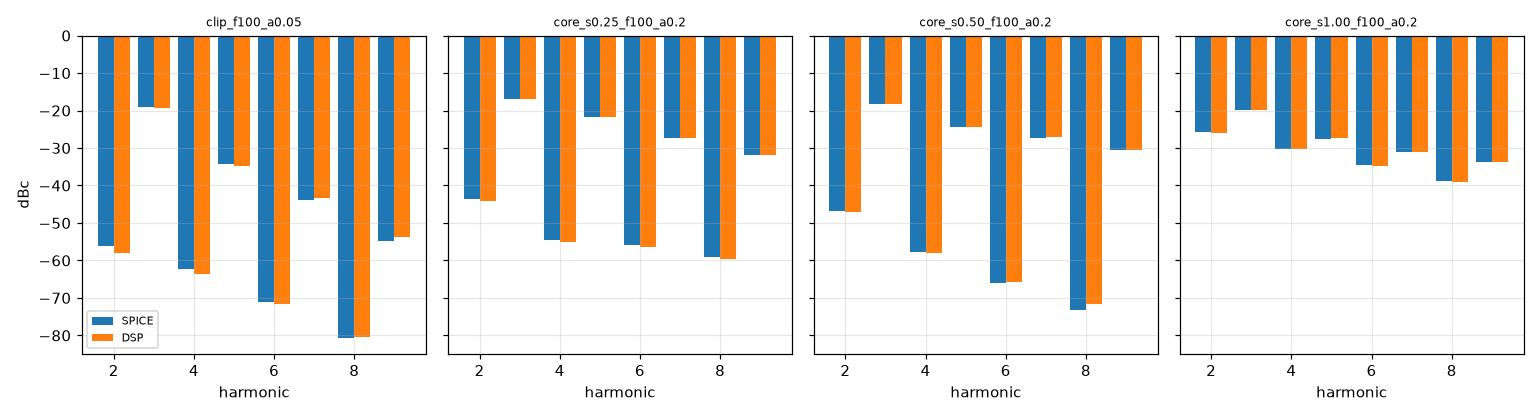 clip_f100_a0.05
core_s0.25_f100_a0.2
core_s0.50_f100_a0.2
core_s1.00_f100_a0.2
dBc
0
−10
−20
−30
−40
−50
−60
−70
−80
SPICE
DSP
2 4 6 8
2 4 6 8
2 4 6 8
2 4 6 8
harmonic
harmonic
harmonic
harmonic